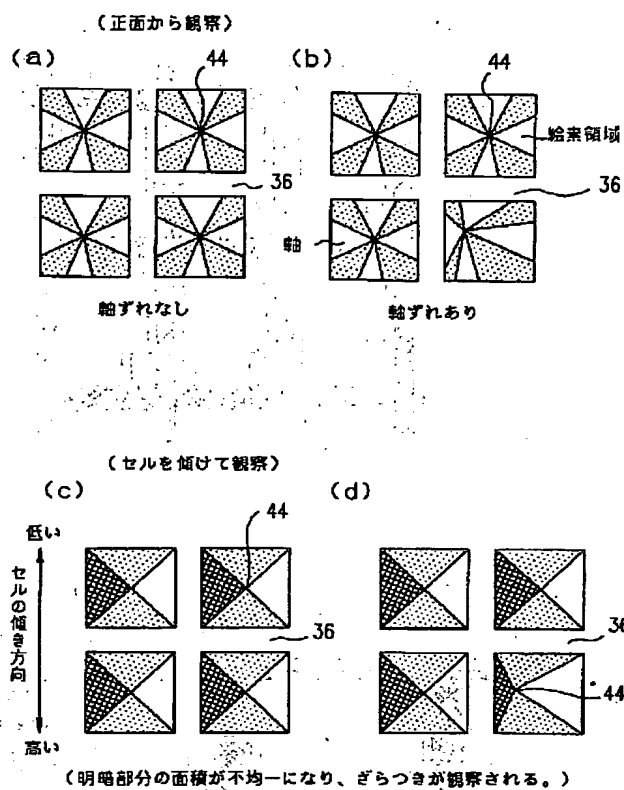 （正面から観察）
(a)
44
(b)
44
絵素領域
36
36
軸
軸ずれなし
軸ずれあり
（セルを傾けて観察）
(c)
44
(d)
低い
セルの傾き方向
36
36
44
高い
（明暗部分の面積が不均一になり、ざらつきが観察される。）